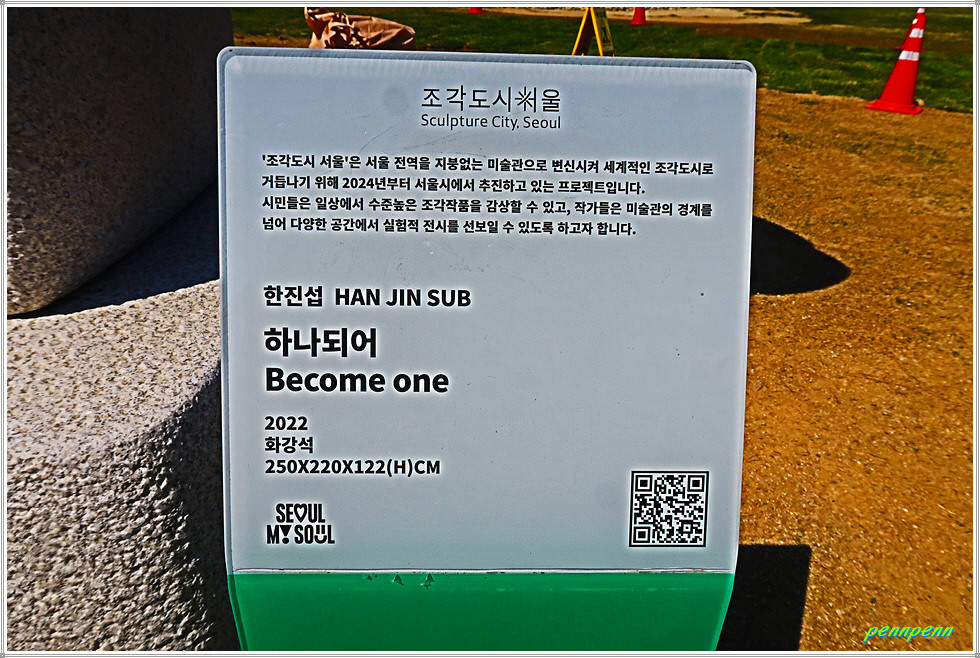 조각도시서울
Sculpture City, Seoul
'조각도시 서울'은 서울 전역을 지붕없는 미술관으로 변신시켜 세계적인 조각도시로
거듭나기 위해 2024년부터 서울시에서 추진하고 있는 프로젝트입니다.
시민들은 일상에서 수준높은 조각작품을 감상할 수 있고, 작가들은 미술관의 경계를
넘어 다양한 공간에서 실험적 전시를 선보일 수 있도록 하고자 합니다.
한진섭 HAN JIN SUB
하나되어
Become one
2022
화강석
250X220X122(H)CM
SEOUL
MY SOUL
pennpenn